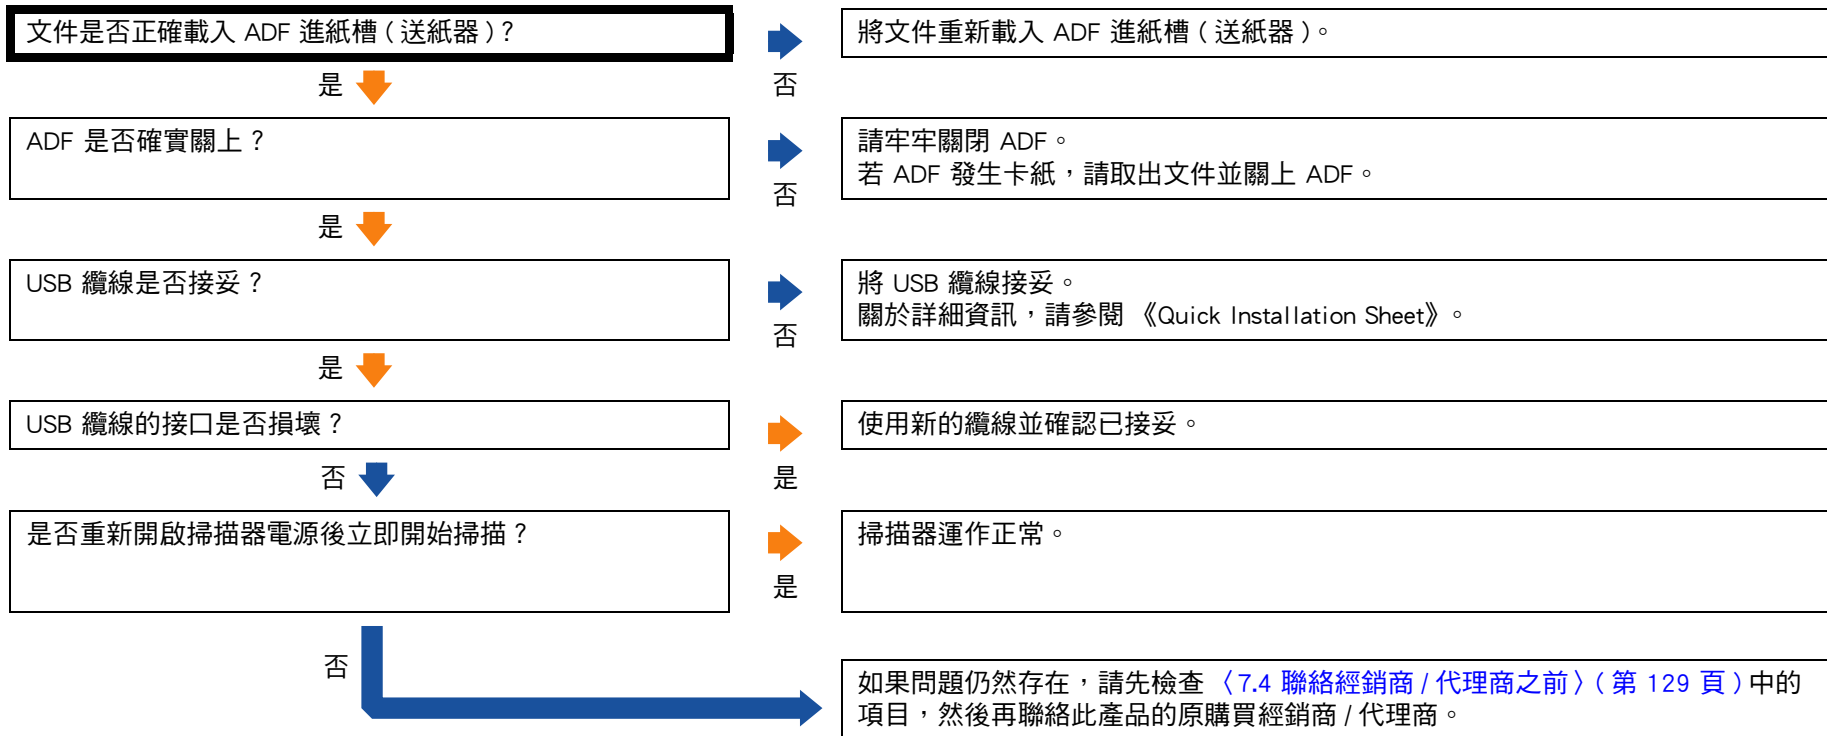 文件是否正確載入 ADF 進紙槽 ( 送紙器 )？
將文件重新載入 ADF 進紙槽 ( 送紙器 )。
是
否
ADF 是否確實關上？
請牢牢關閉 ADF。
若 ADF 發生卡紙，請取出文件並關上 ADF。
否
是
USB 纜線是否接妥？
將 USB 纜線接妥。
關於詳細資訊，請參閱 《Quick Installation Sheet》。
否
是
USB 纜線的接口是否損壞？
使用新的纜線並確認已接妥。
否
是
是否重新開啟掃描器電源後立即開始掃描？
掃描器運作正常。
是
否
如果問題仍然存在，請先檢查 〈7.4 聯絡經銷商 / 代理商之前〉( 第 129 頁 ) 中的
項目，然後再聯絡此產品的原購買經銷商 / 代理商。